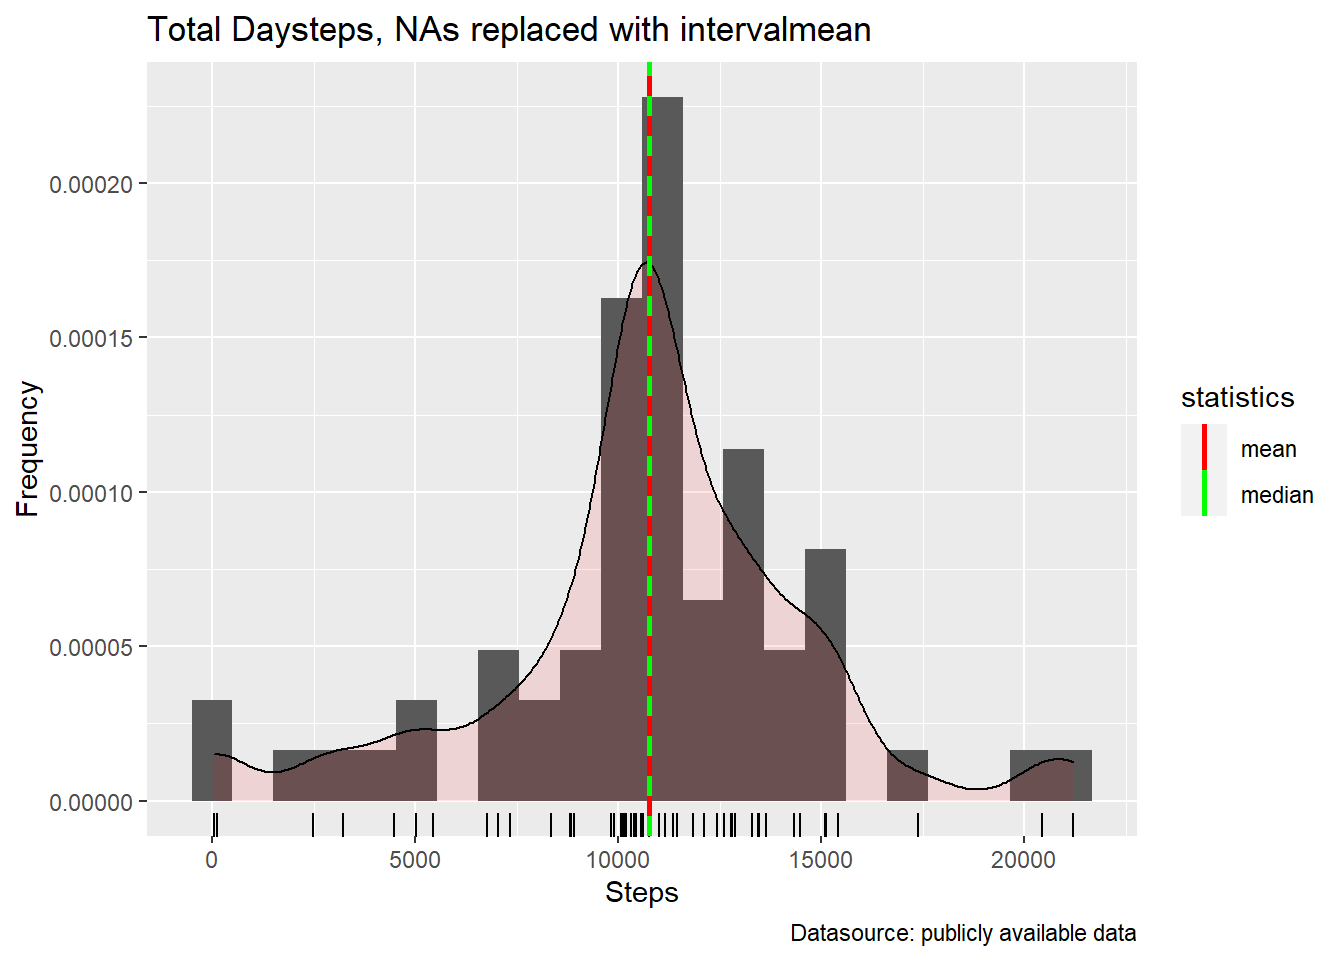 Total Daysteps, NAs replaced with intervalmean
0.00020
0.00015
0.00010
0.00005
0.00000
Frequency
0 5000 10000 15000 20000
Steps
statistics
mean
median
Datasource: publicly available data